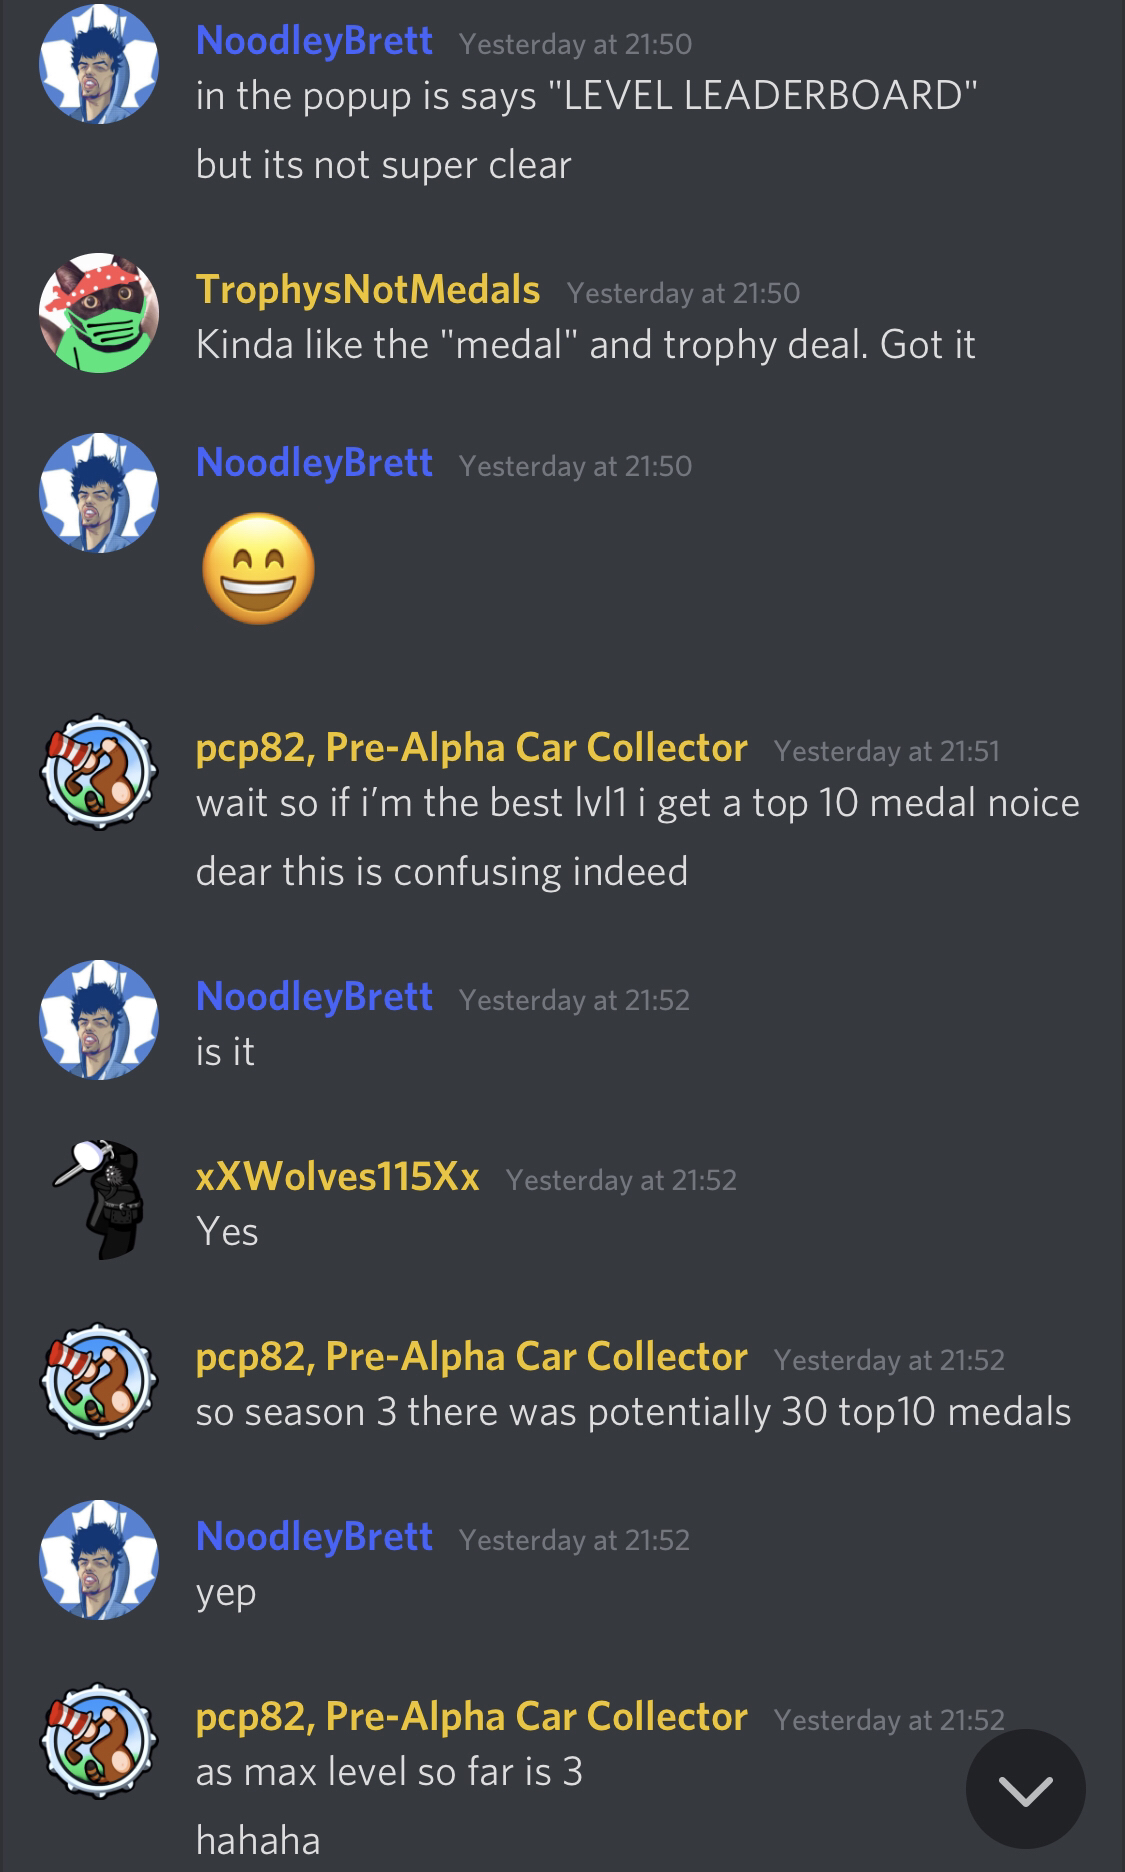 NoodleyBrett Yesterday at 21:50
in the popup is says "LEVEL LEADERBOARD"
but its not super clear
TrophysNotMedals Yesterday at 21:50
Kinda like the "medal" and trophy deal. Got it
NoodleyBrett Yesterday at 21:50
pcp82, Pre-Alpha Car Collector Yesterday at 21:51
wait so if i'm the best lvl1 i get a top 10 medal noice
dear this is confusing indeed
NoodleyBrett Yesterday at 21:52
is it
xXWolves115Xx Yesterday at 21:52
Yes
pcp82, Pre-Alpha Car Collector Yesterday at 21:52
so season 3 there was potentially 30 top10 medals
NoodleyBrett Yesterday at 21:52
yep
pcp82, Pre-Alpha Car Collector Yesterday at 21:52
as max level so far is 3
hahaha